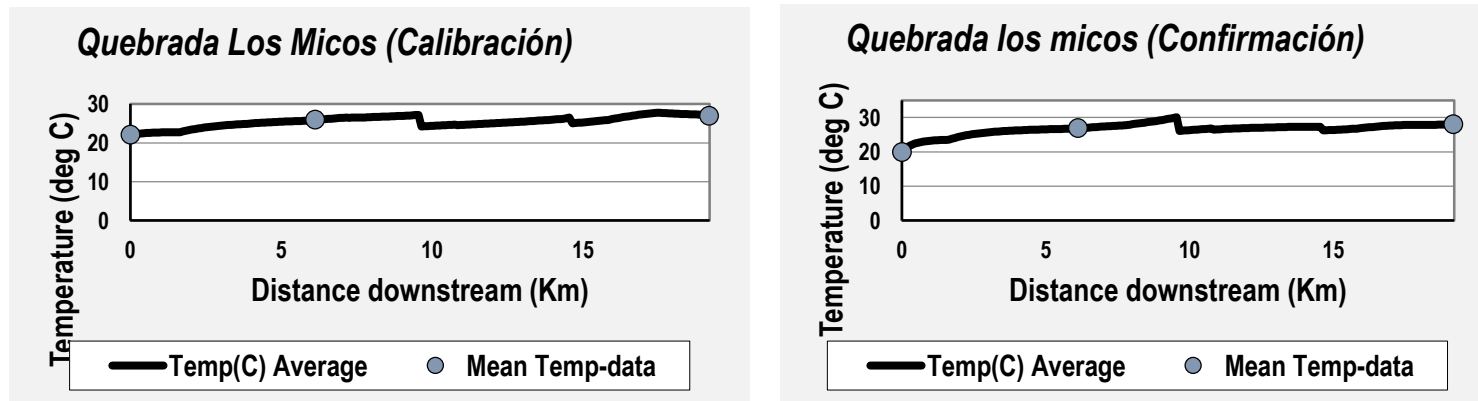 Quebrada Los Micos (Calibración)
Temperature (deg C)
30
20
10
0
0 5 10 15
Distance downstream (Km)
Temp(C) Average Mean Temp-data
Quebrada los micos (Confirmación)
Temperature (deg C)
30
20
10
0
0 5 10 15
Distance downstream (Km)
Temp(C) Average Mean Temp-data